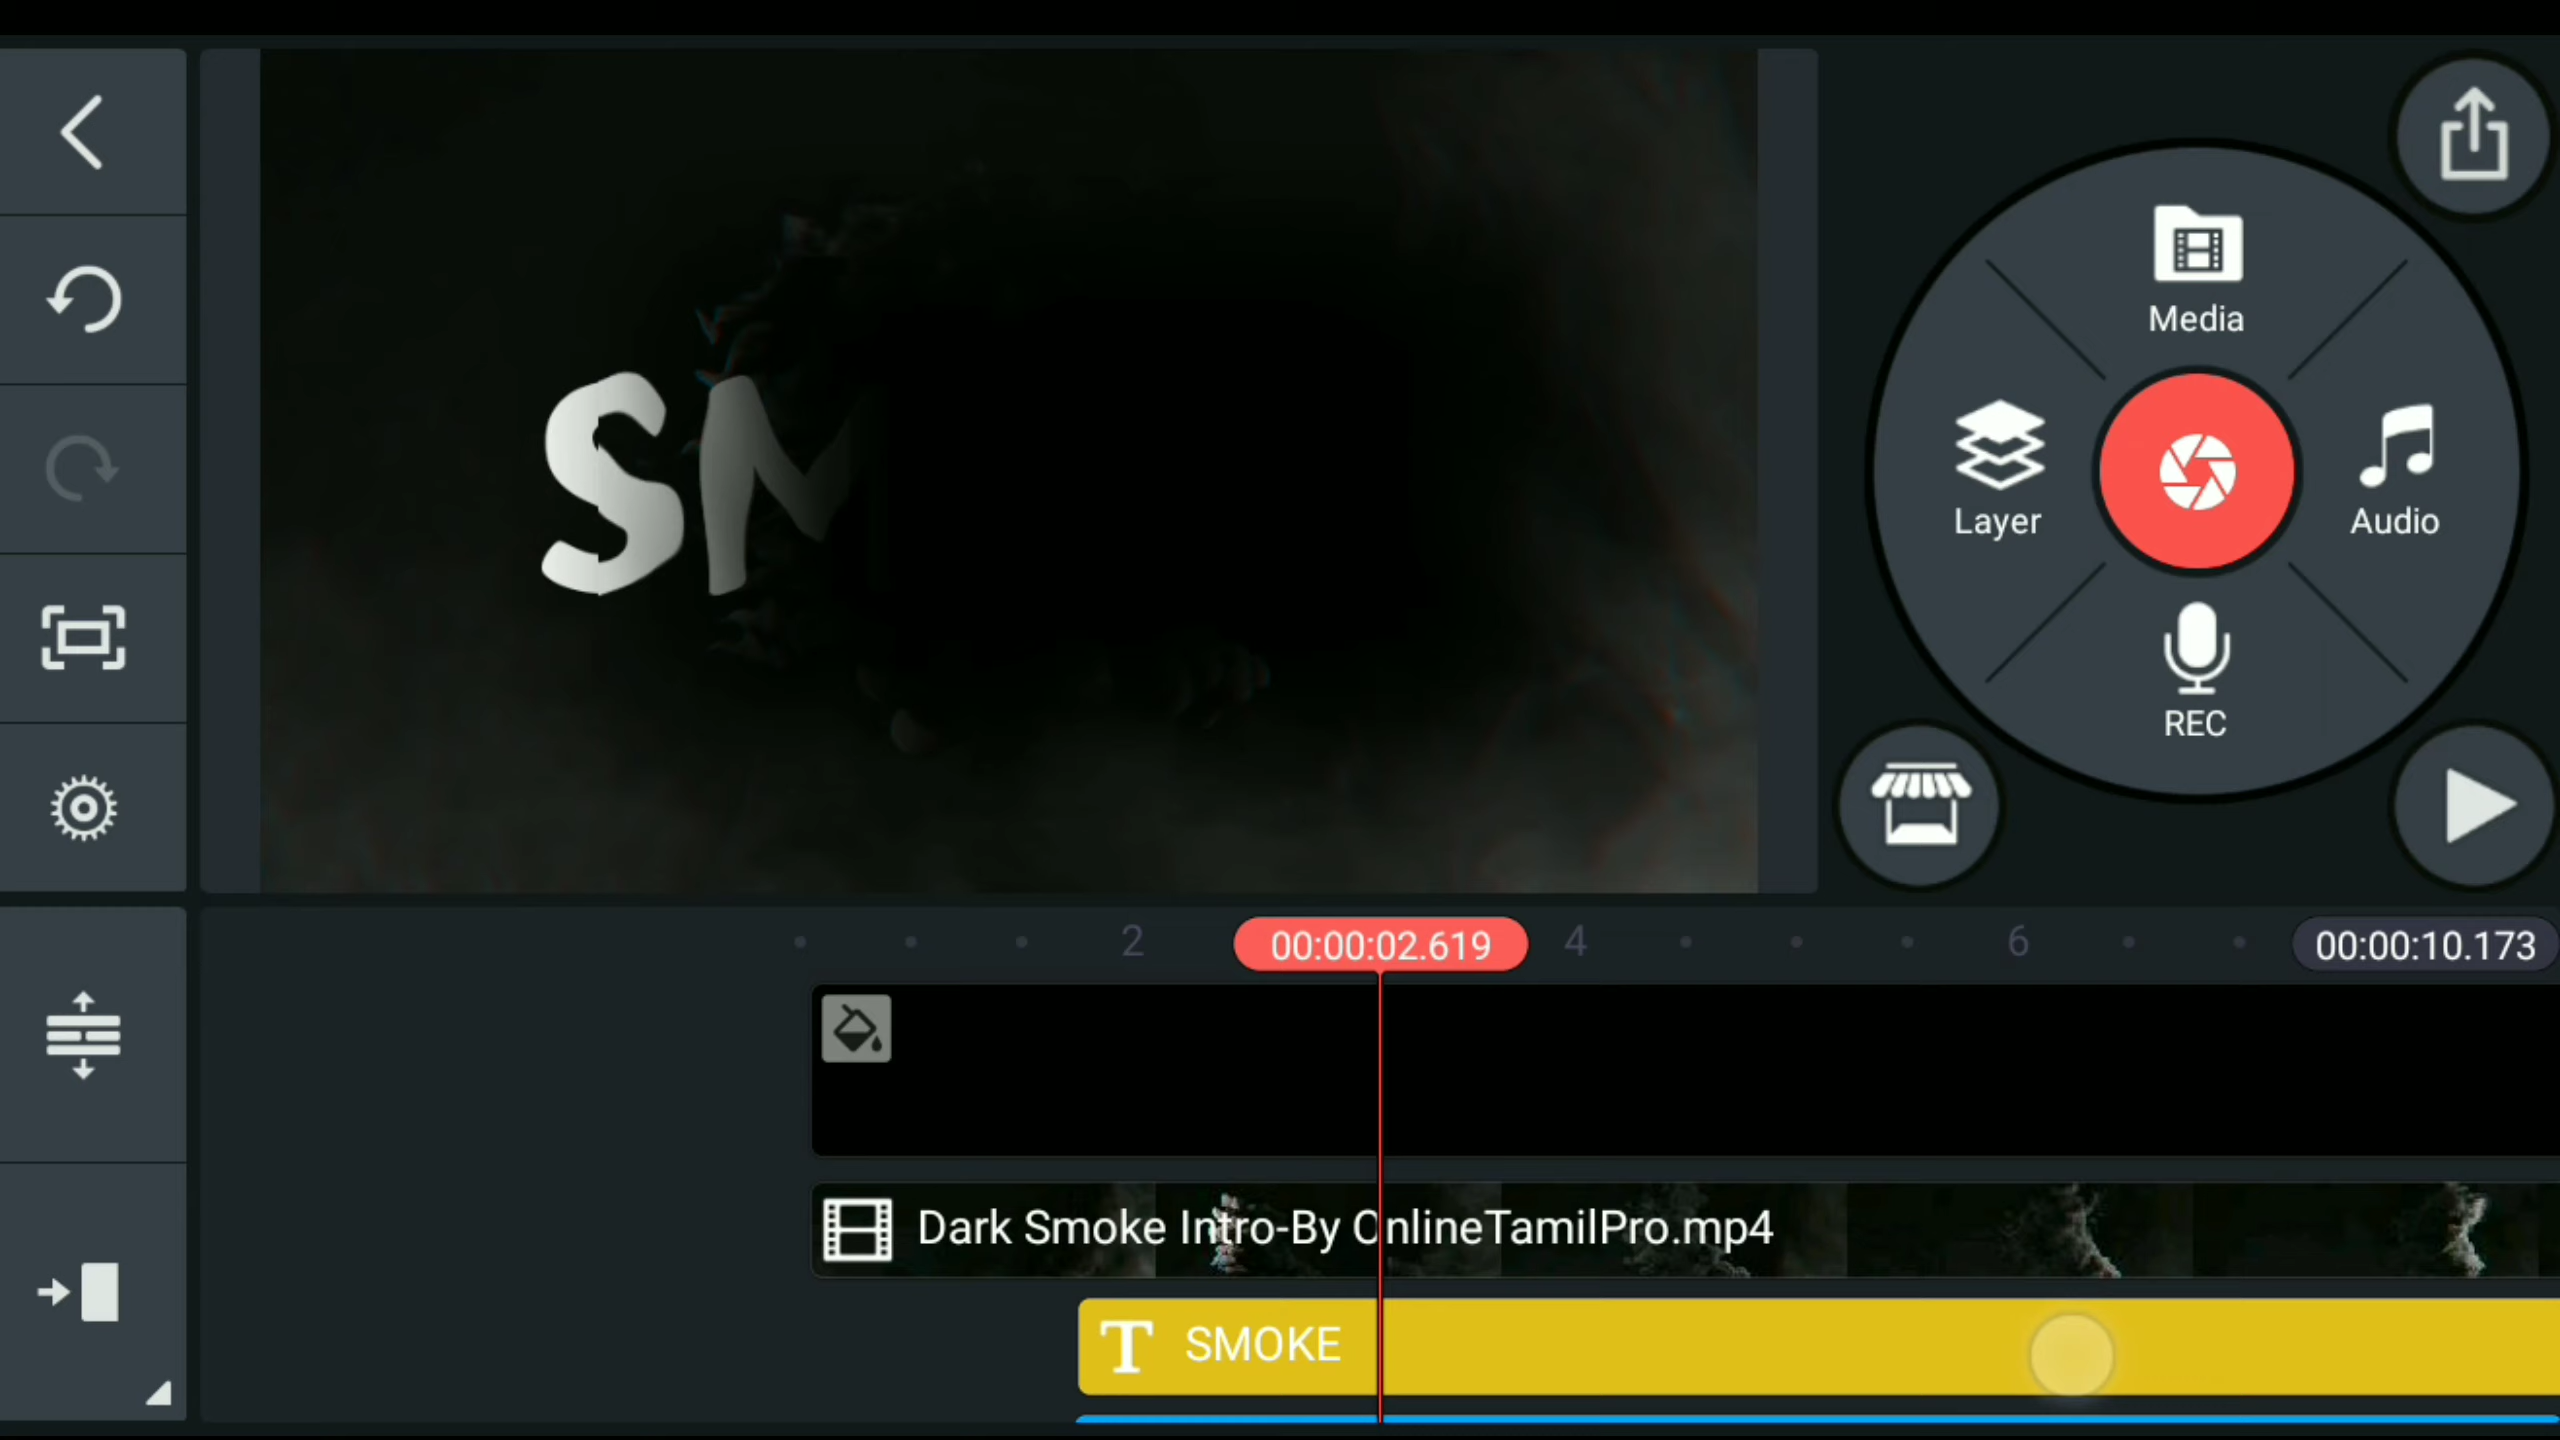 SM
Media
Layer
Audio
REC
2
00:00:02.619
4
6
00:00:10.173
Dark Smoke Intro-By OnlineTamilPro.mp4
T SMOKE